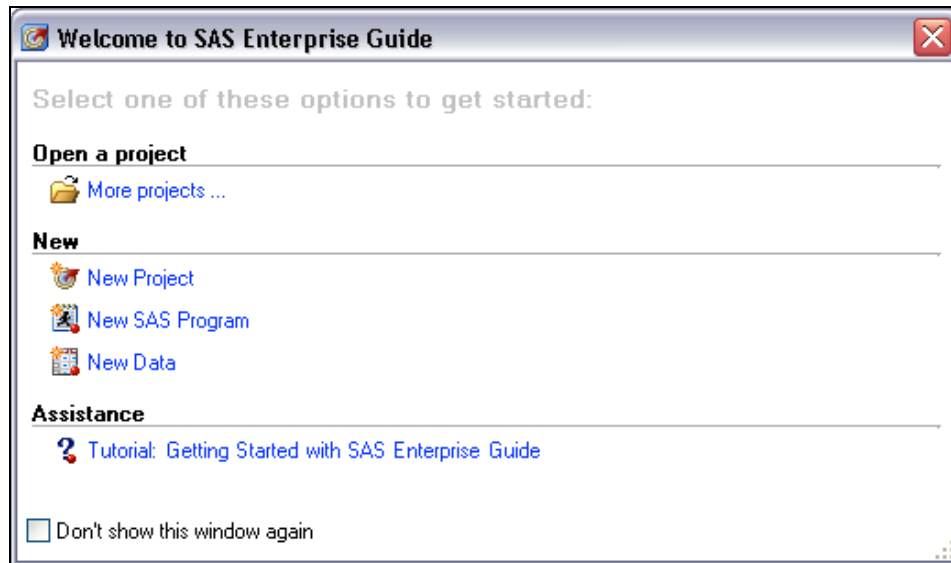 Welcome to SAS Enterprise Guide
Select one of these options to get started:
Open a project
More projects ...
New
New Project
New SAS Program
New Data
Assistance
Tutorial: Getting Started with SAS Enterprise Guide
Don't show this window again